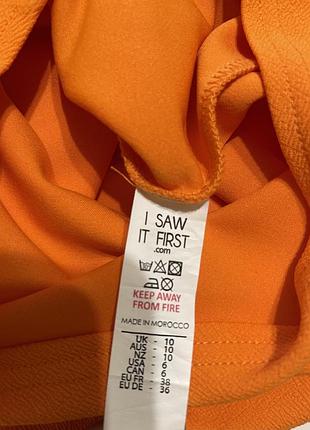 I SAW
IT FIRST
.com
KEEP AWAY
FROM FIRE
MADE IN MOROCCO
UK - 10
AUS - 10
NZ - 10
USA - 6
CAN - 6
EU FR - 38
EU DE - 36